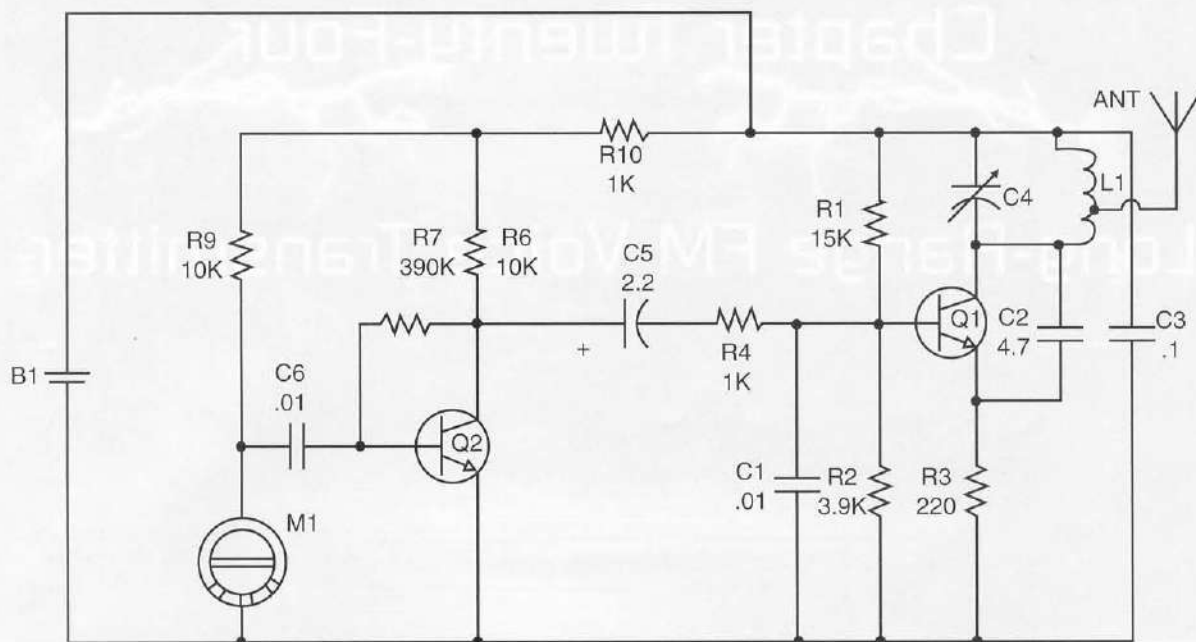 Chapter Twenty-Four
Long-Range FM Voice Transmitter
ANT
R10
1K
L1
C4
R1
15K
R9
10K
R7
390K
R6
10K
C5
2.2
+
R4
1K
Q1
C2
4.7
C3
.1
B1
C6
.01
Q2
C1
.01
R2
3.9K
R3
220
M1